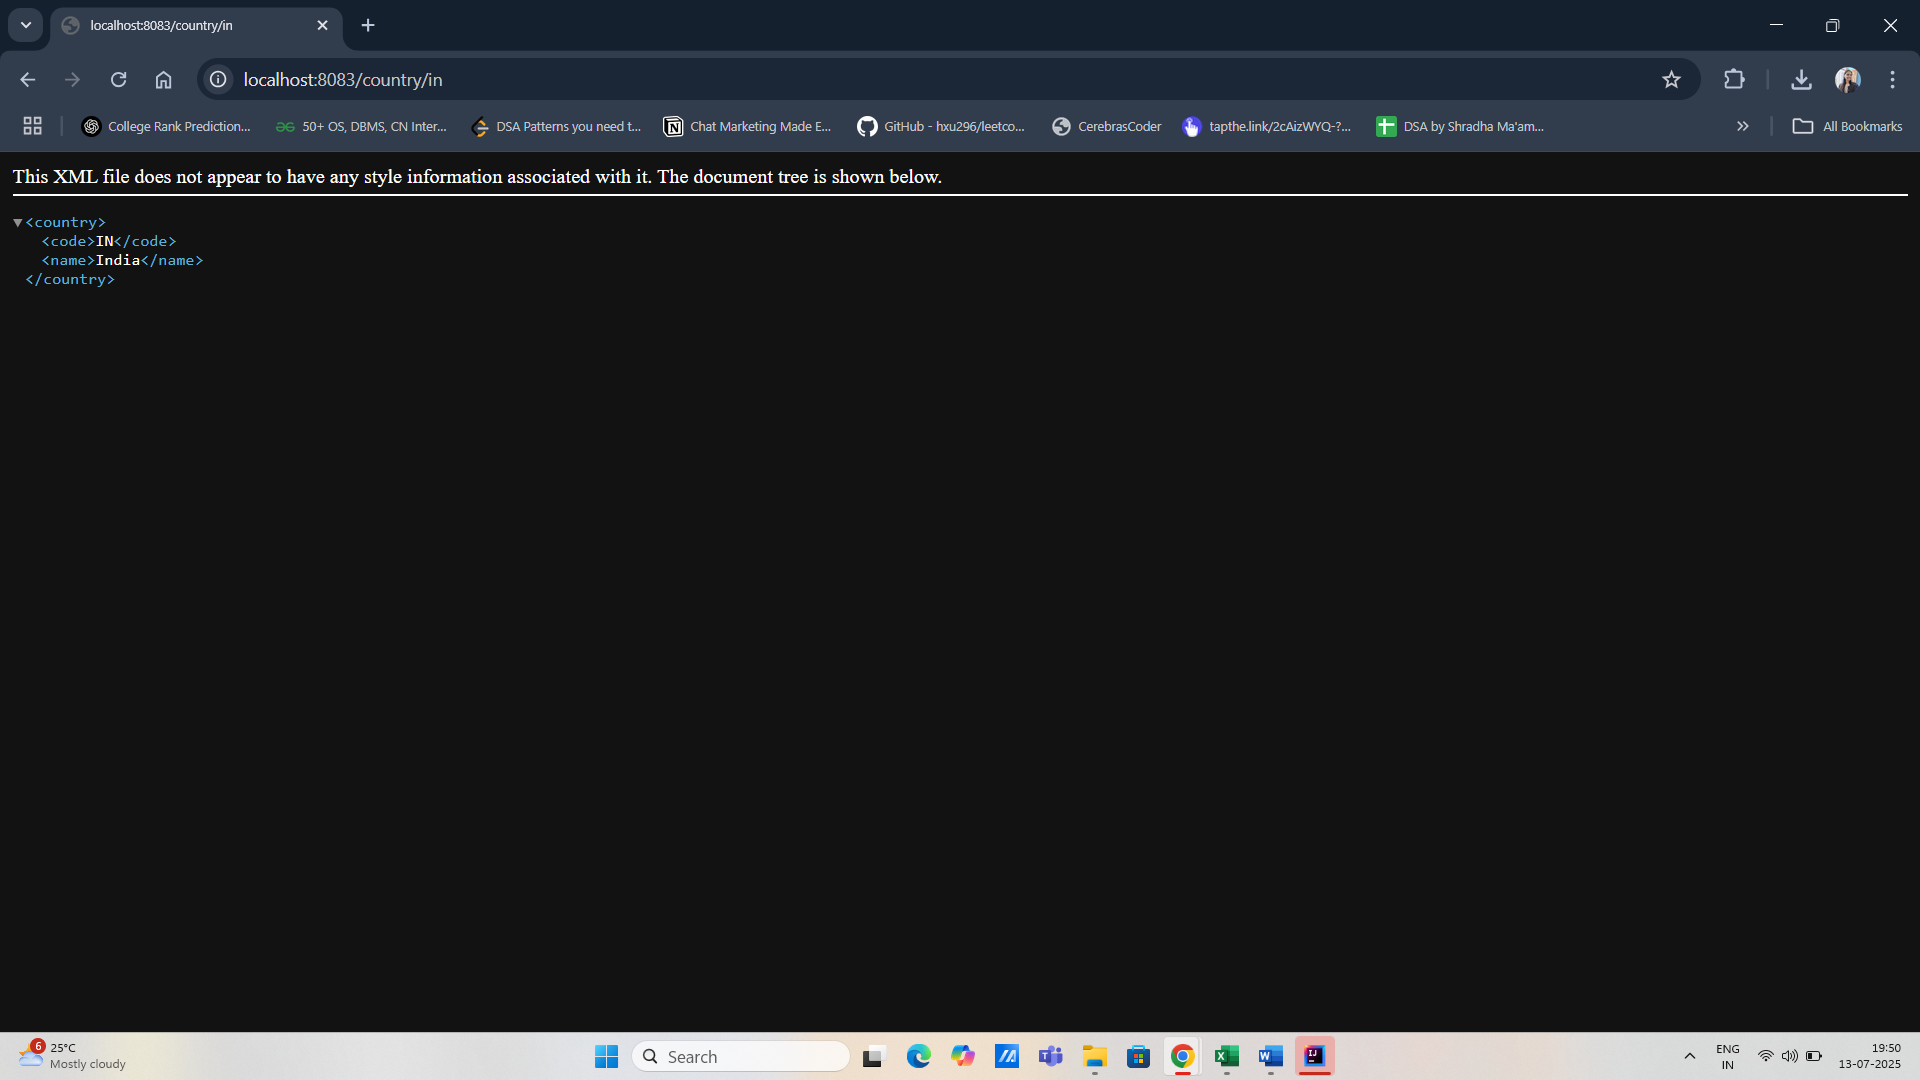 localhost:8083/country/in
localhost:8083/country/in
College Rank Prediction...
50+ OS, DBMS, CN Inter...
DSA Patterns you need t...
Chat Marketing Made E...
GitHub - hxu296/leetco...
CerebrasCoder
tapthe.link/2cAizWYQ-?...
DSA by Shradha Ma'am...
All Bookmarks
This XML file does not appear to have any style information associated with it. The document tree is shown below.
<country>
<code>IN</code>
<name>India</name>
</country>
6
25°C
Mostly cloudy
Search
ENG
IN
19:50
13-07-2025